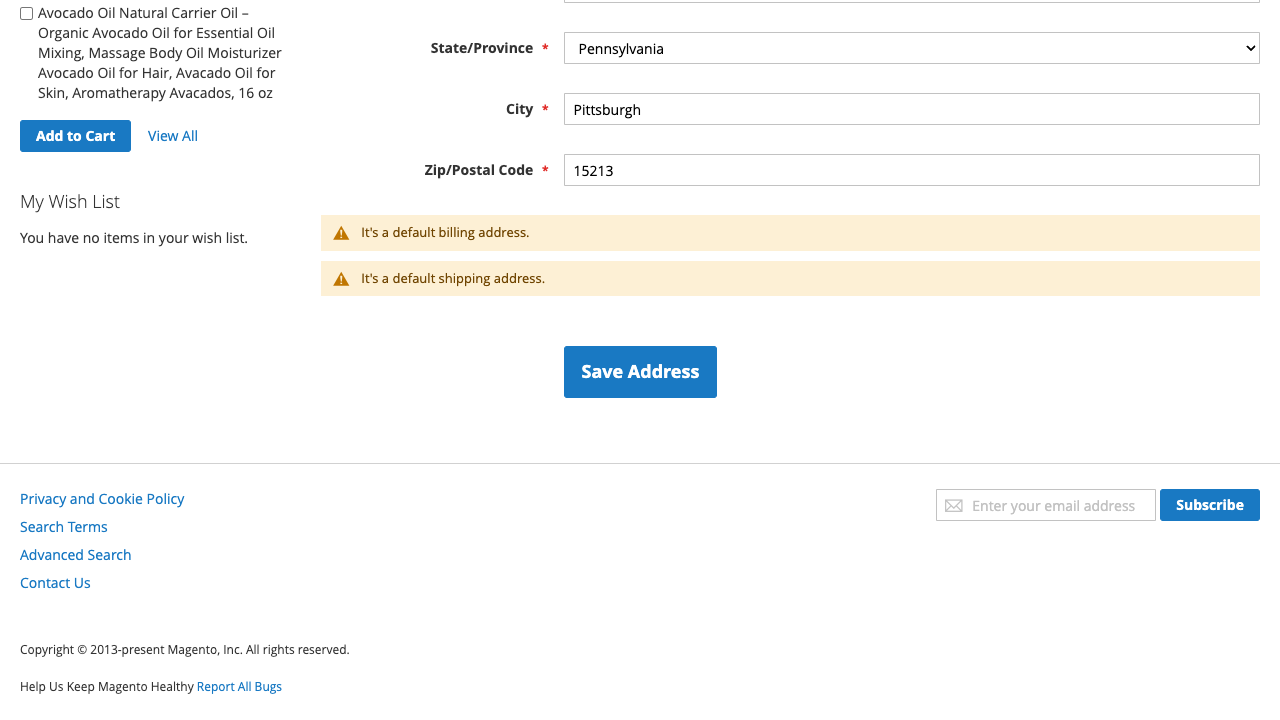 Avocado Oil Natural Carrier Oil –
Organic Avocado Oil for Essential Oil
Mixing, Massage Body Oil Moisturizer
Avocado Oil for Hair, Avacado Oil for
Skin, Aromatherapy Avacados, 16 oz
Add to Cart View All
My Wish List
You have no items in your wish list.
State/Province * Pennsylvania
City * Pittsburgh
Zip/Postal Code * 15213
It's a default billing address.
It's a default shipping address.
Save Address
Privacy and Cookie Policy
Search Terms
Advanced Search
Contact Us
Enter your email address Subscribe
Copyright © 2013-present Magento, Inc. All rights reserved.
Help Us Keep Magento Healthy Report All Bugs